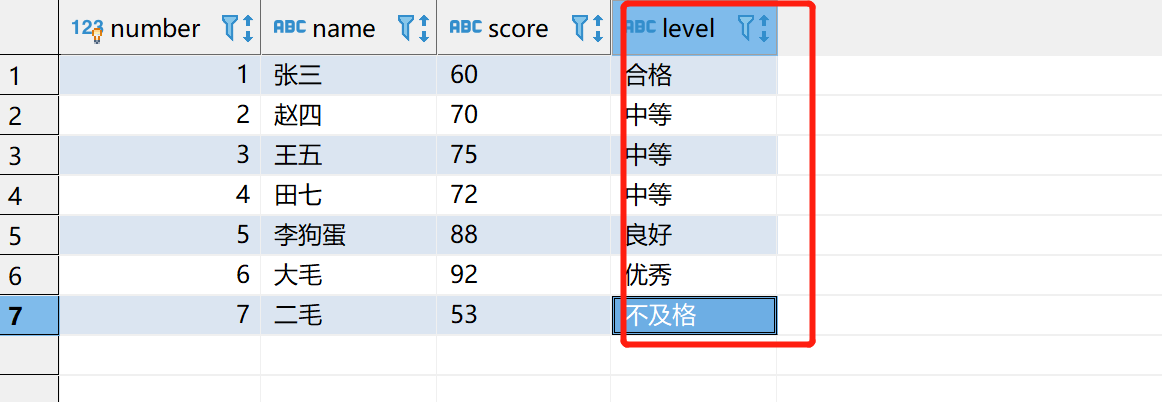 123 number ABC name ABC score ABC level
1 1 张三 60 合格
2 2 赵四 70 中等
3 3 王五 75 中等
4 4 田七 72 中等
5 5 李狗蛋 88 良好
6 6 大毛 92 优秀
7 7 二毛 53 不及格